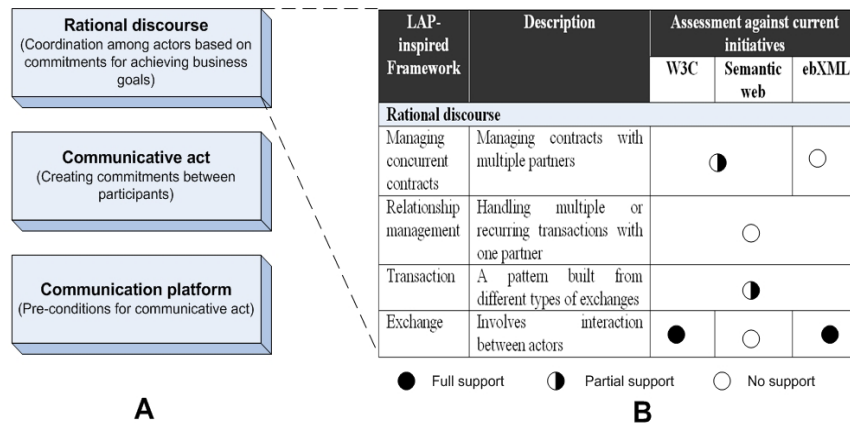 Rational discourse
(Coordination among actors based on
commitments for achieving business
goals)
Communicative act
(Creating commitments between
participants)
Communication platform
(Pre-conditions for communicative act)
A
LAP-
inspired
Framework
Description
Assessment against current
initiatives
W3C
Semantic
web
ebXML
Rational discourse
Managing
concurrent
contracts
Managing contracts with
multiple partners
Relationship
management
Handling multiple or
recurring transactions with
one partner
Transaction
A pattern built from
different types of exchanges
Exchange
Involves interaction
between actors
Full support
Partial support
No support
B